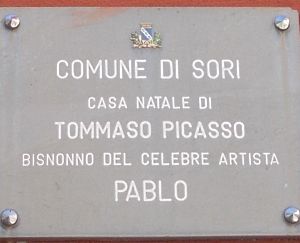 COMUNE DI SORI
CASA NATALE DI
TOMMASO PICASSO
BISNONNO DEL CELEBRE ARTISTA
PABLO